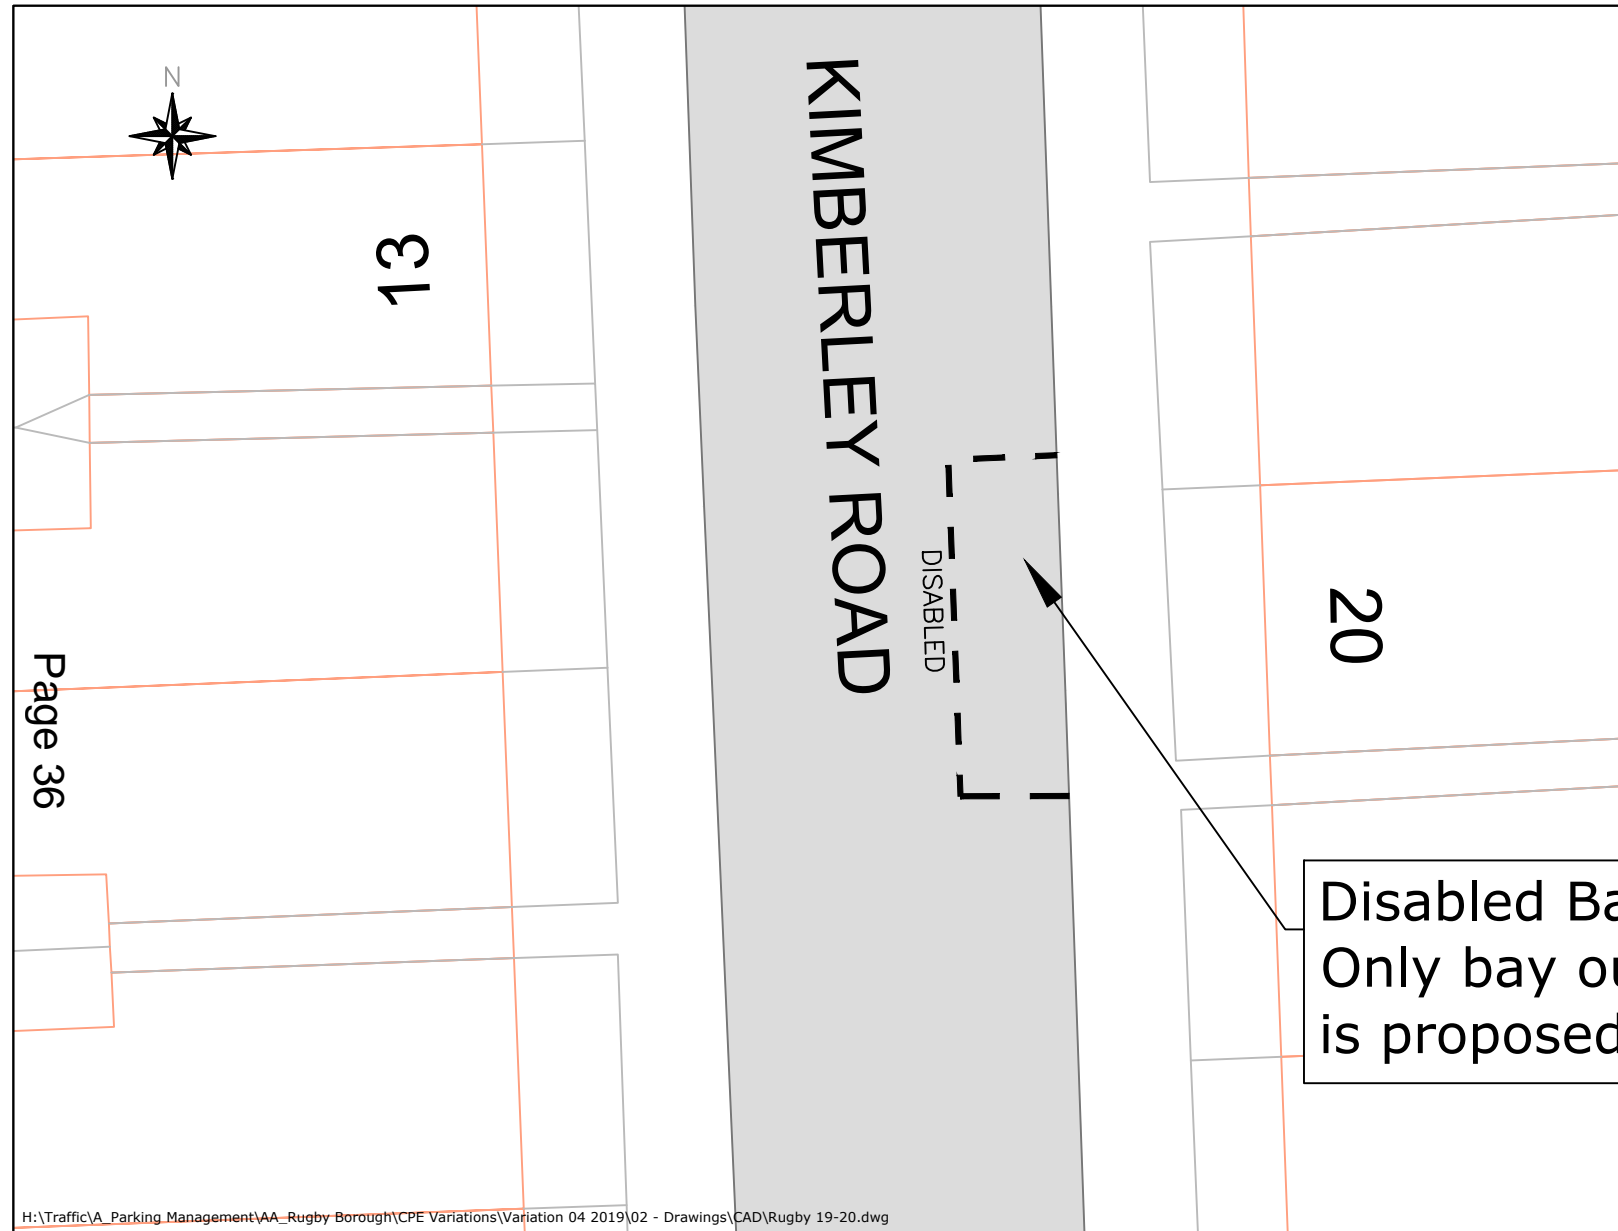 N
13
KIMBERLEY ROAD
DISABLED
20
Page 36
Disabled Ba
Only bay ou
is proposed
H:\Traffic\A_Parking Management\AA_Rugby Borough\CPE Variations\Variation 04 2019\02 - Drawings\CAD\Rugby 19-20.dwg